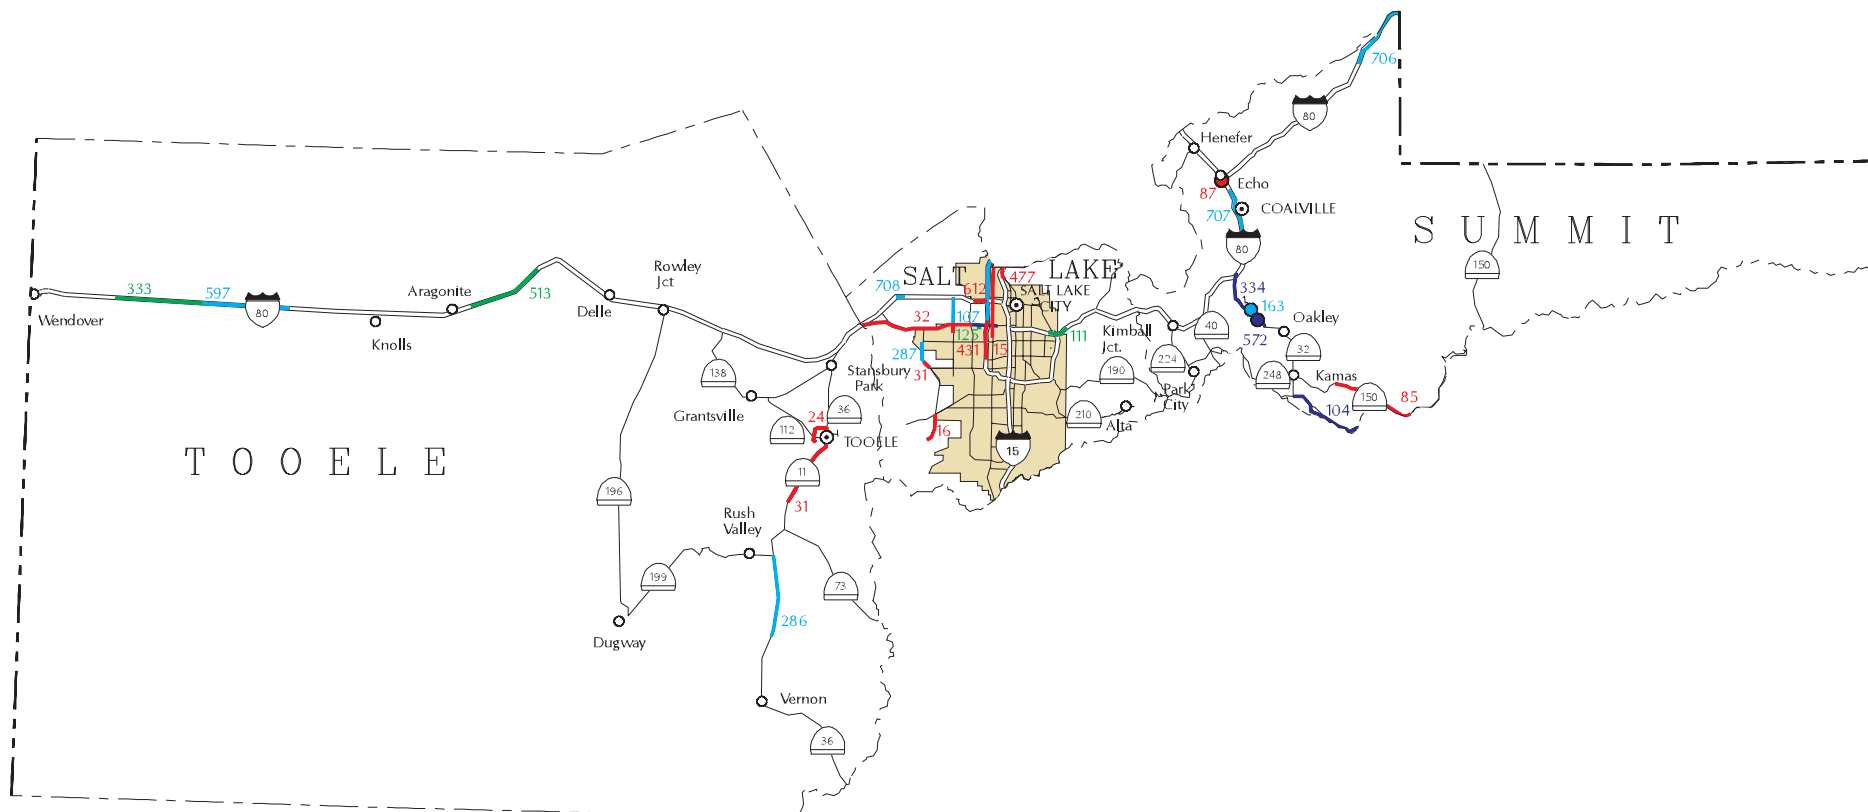 706
80
Henefer
Echo
87
707
COALVILLE
SUMMIT
80
150
Rowley
Jct
Aragonite
513
333
597
80
Wendover
Knolls
Delle
708
SALT
LAKE
477
612
SALT LAKE
CITY
334
163
Oakley
572
32
107
125
32
431
15
111
Kimball
Jct.
40
287
31
224
190
32
248
Kamas
150
85
104
Park
City
210
Alta
138
Stansbury
Park
Grantsville
36
24
112
TOOELE
16
15
TOOELE
11
31
196
Rush
Valley
199
73
286
Dugway
Vernon
36